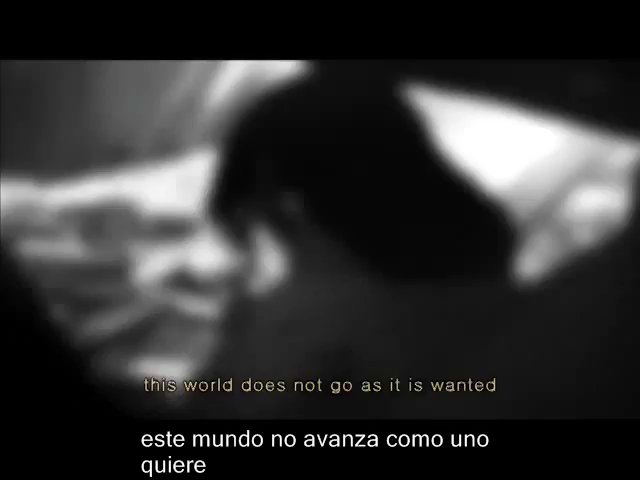 this world does not go as it is wanted
este mundo no avanza como uno
quiere